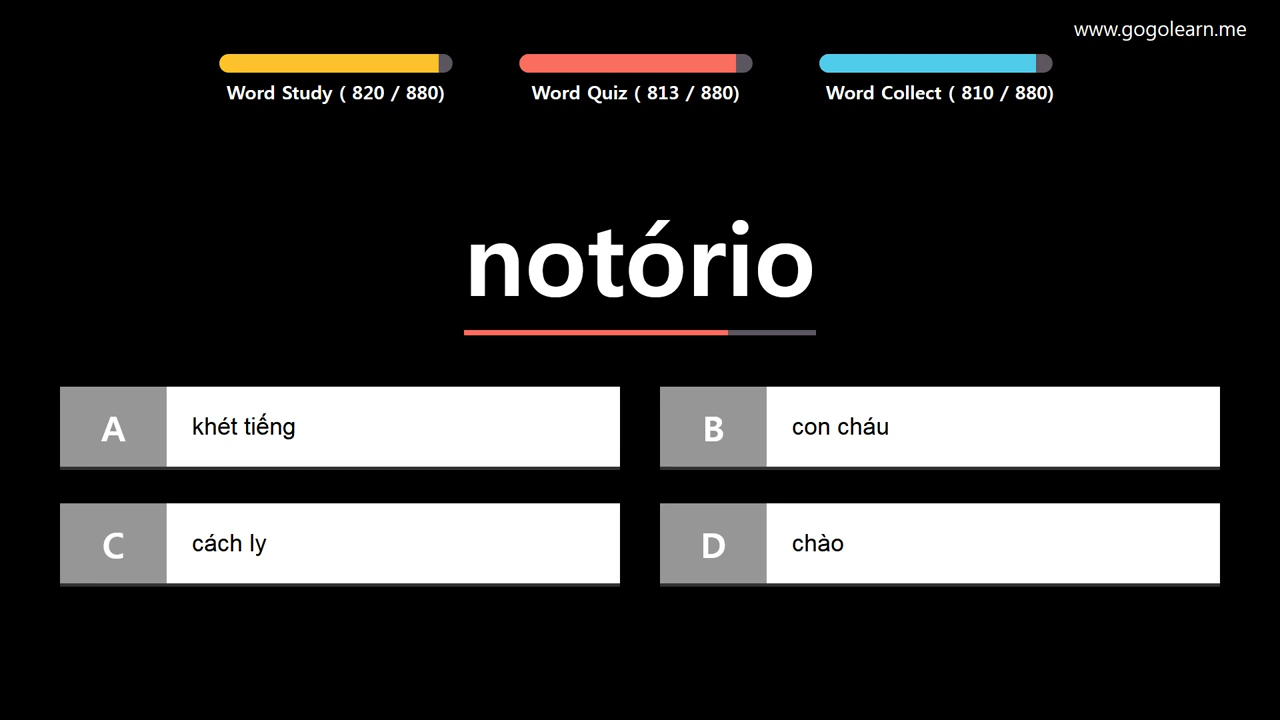 www.gogolearn.me
Word Study ( 820 / 880)
Word Quiz ( 813 / 880)
Word Collect ( 810 / 880)
notório
A
khét tiếng
B
con cháu
C
cách ly
D
chào